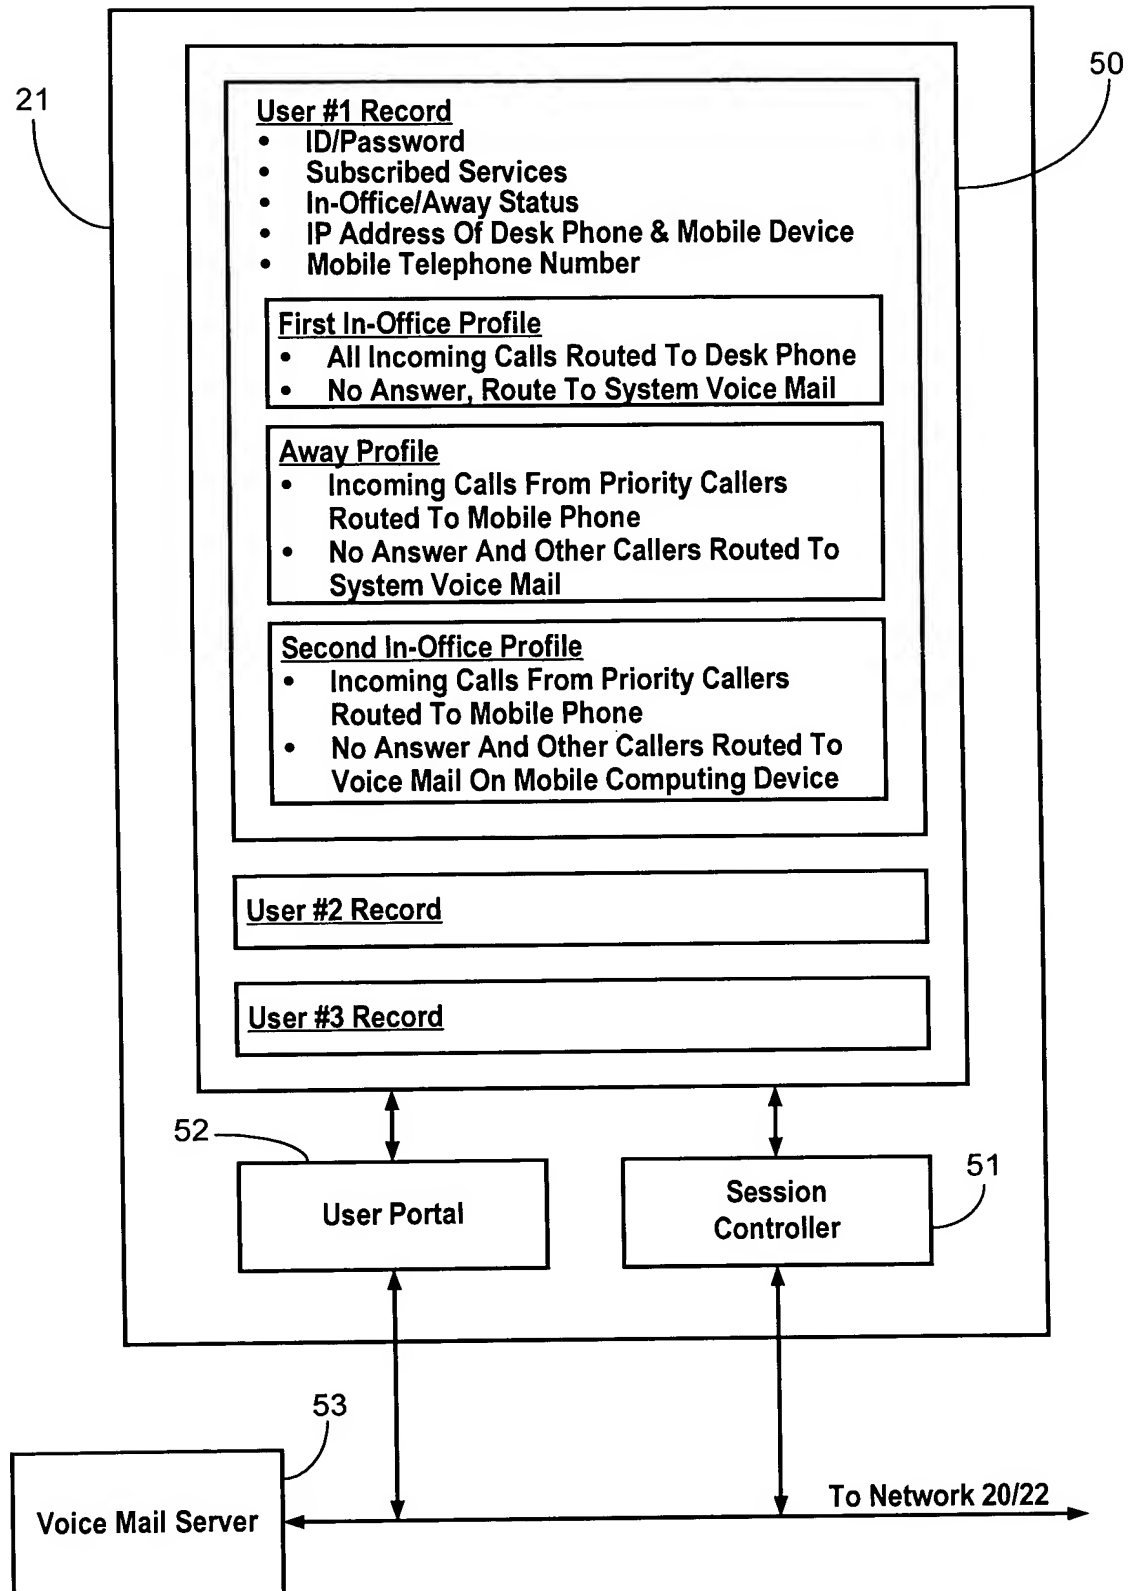 21
50
User #1 Record
• ID/Password
• Subscribed Services
• In-Office/Away Status
• IP Address Of Desk Phone & Mobile Device
• Mobile Telephone Number
First In-Office Profile
• All Incoming Calls Routed To Desk Phone
• No Answer, Route To System Voice Mail
Away Profile
• Incoming Calls From Priority Callers
Routed To Mobile Phone
• No Answer And Other Callers Routed To
System Voice Mail
Second In-Office Profile
• Incoming Calls From Priority Callers
Routed To Mobile Phone
• No Answer And Other Callers Routed To
Voice Mail On Mobile Computing Device
User #2 Record
User #3 Record
52
User Portal
51
Session
Controller
53
Voice Mail Server
To Network 20/22